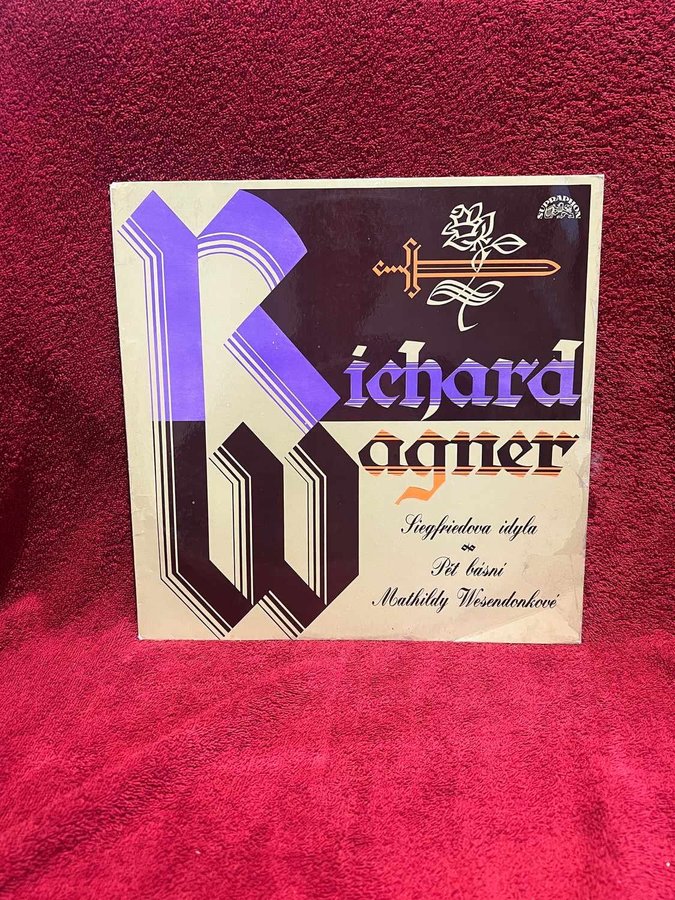 SUPRAPHON
Richard
Wagner
Siegfriedova idyla
Pět básní
Mathildy Wesendonkové